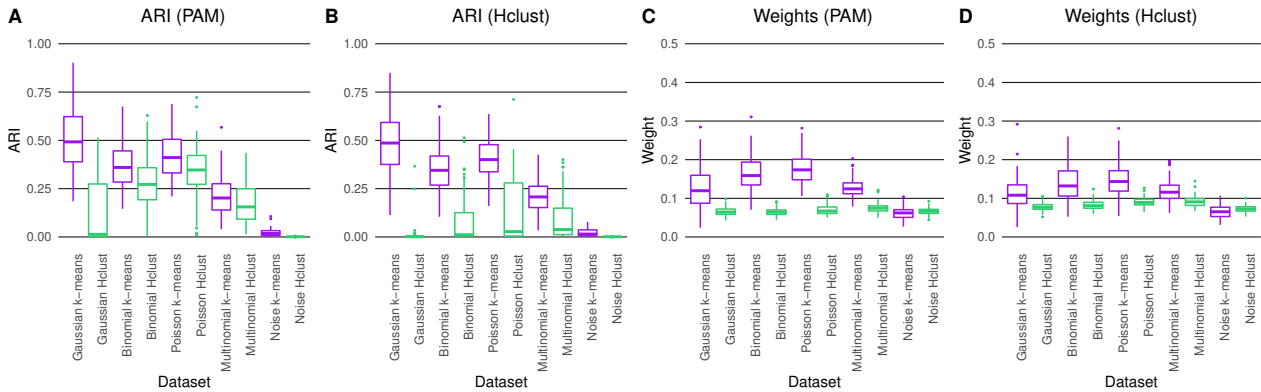 A
ARI (PAM)
1.00
0.75
0.50
0.25
0.00
ARI
Gaussian k−means
Gaussian Hclust
Binomial k−means
Binomial Hclust
Poisson k−means
Poisson Hclust
Multinomial k−means
Multinomial Hclust
Noise k−means
Noise Hclust
Dataset
B
ARI (Hclust)
1.00
0.75
0.50
0.25
0.00
ARI
Gaussian k−means
Gaussian Hclust
Binomial k−means
Binomial Hclust
Poisson k−means
Poisson Hclust
Multinomial k−means
Multinomial Hclust
Noise k−means
Noise Hclust
Dataset
C
Weights (PAM)
0.5
0.4
0.3
0.2
0.1
0.0
Weight
Gaussian k−means
Gaussian Hclust
Binomial k−means
Binomial Hclust
Poisson k−means
Poisson Hclust
Multinomial k−means
Multinomial Hclust
Noise k−means
Noise Hclust
Dataset
D
Weights (Hclust)
0.5
0.4
0.3
0.2
0.1
0.0
Weight
Gaussian k−means
Gaussian Hclust
Binomial k−means
Binomial Hclust
Poisson k−means
Poisson Hclust
Multinomial k−means
Multinomial Hclust
Noise k−means
Noise Hclust
Dataset